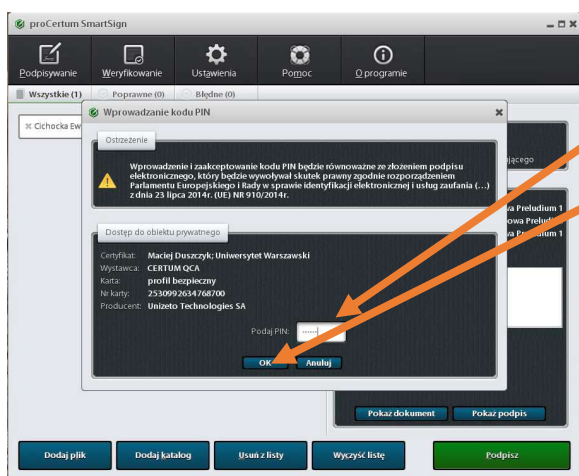 proCertum SmartSign
Podpisywanie
Weryfikowanie
Ustawienia
Pomoc
O programie
Wszystkie (1)
Poprawne (0)
Błędne (0)
Cichocka Ew
Wprowadzanie kodu PIN
Ostrzeżenie
Wprowadzenie i zaakceptowanie kodu PIN będzie równoważne ze złożeniem podpisu
elektronicznego, który będzie wywoływał skutek prawny zgodnie rozporządzeniem
Parlamentu Europejskiego i Rady w sprawie identyfikacji elektronicznej i usług zaufania (...)
z dnia 23 lipca 2014r. (UE) NR 910/2014r.
Dostęp do obiektu prywatnego
Certyfikat: Maciej Duszczyk; Uniwersytet Warszawski
Wystawca: CERTUM QCA
Karta: profil bezpieczny
Nr karty: 2530992634768700
Producent: Unizeto Technologies SA
Podaj PIN:
OK
Anuluj
jącego
va Preludium 1
owa Preludium
va Preludium 1
Pokaż dokument
Pokaż podpis
Dodaj plik
Dodaj katalog
Usuń z listy
Wyczyść listę
Podpisz